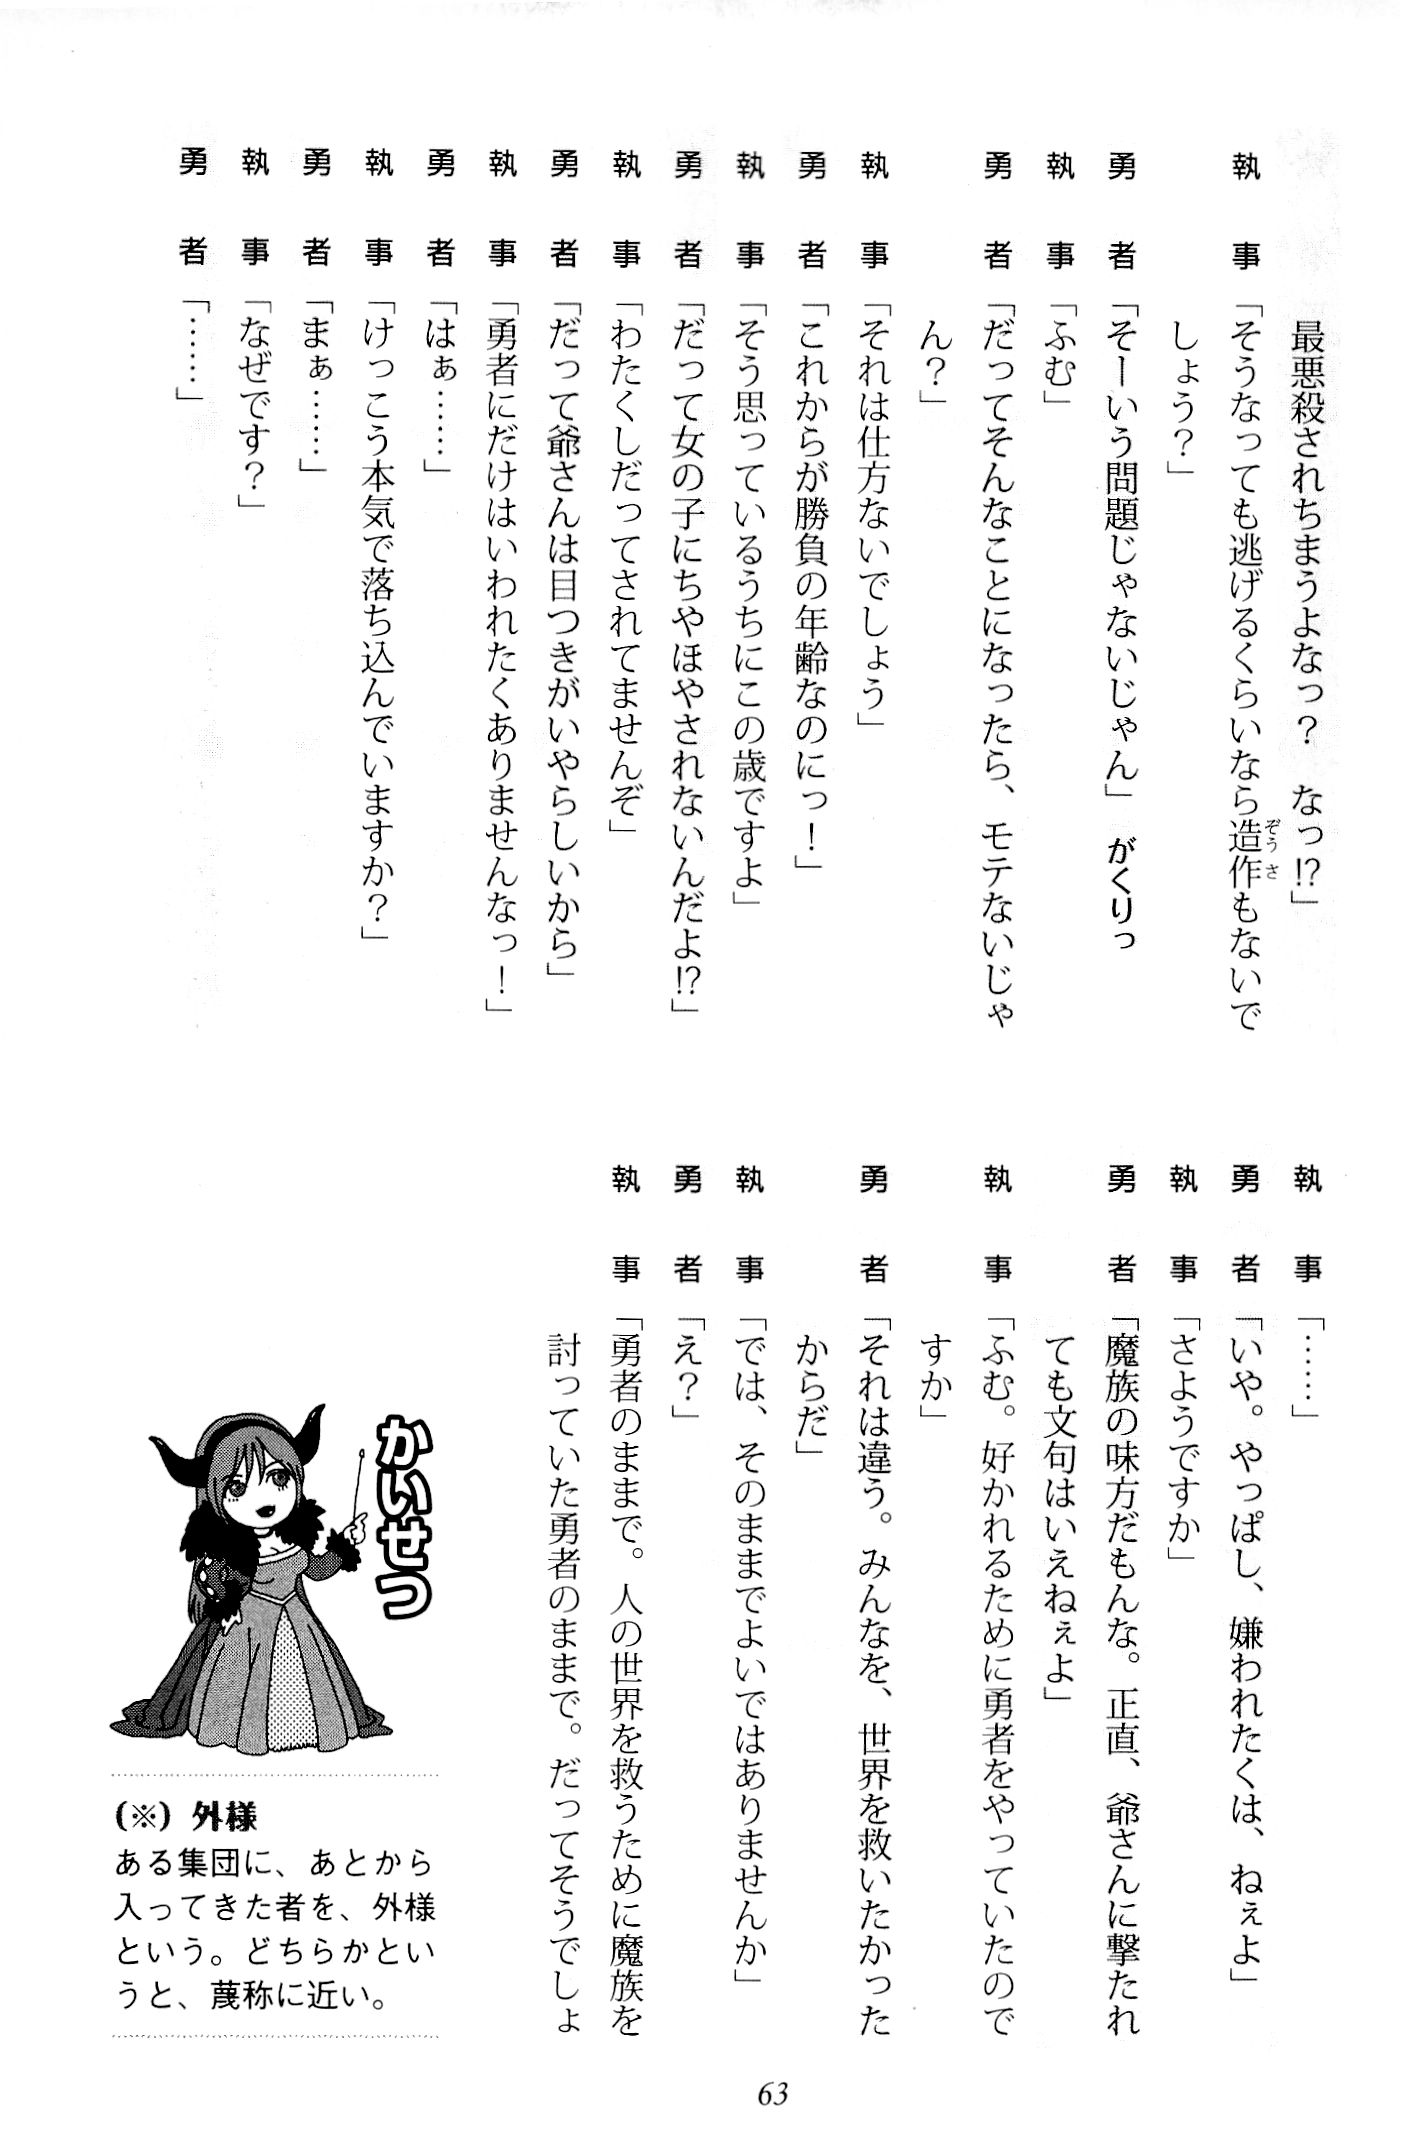 最悪殺されちまうよなっ？　なっ!?」
執事「そうなっても逃げるくらいなら造作もないで
しょう？」
勇者「そーいう問題じゃないじゃん」　がくりっ
執事「ふむ」
勇者「だってそんなことになったら、モテないじゃ
ん？」
執事「それは仕方ないでしょう」
勇者「これからが勝負の年齢なのにっ！」
執事「そう思っているうちにこの歳ですよ」
勇者「だって女の子にちやほやされないんだよ!?」
執事「わたくしだってされてませんぞ」
勇者「だって爺さんは目つきがいやらしいから」
執事「勇者にだけはいわれたくありませんなっ！」
勇者「はぁ……」
執事「けっこう本気で落ち込んでいますか？」
勇者「まぁ……」
執事「なぜです？」
勇者「……」
執事「……」
勇者「いや。やっぱし、嫌われたくは、ねぇよ」
執事「さようですか」
勇者「魔族の味方だもんな。正直、爺さんに撃たれ
ても文句はいえねぇよ」
執事「ふむ。好かれるために勇者をやっていたので
すか」
勇者「それは違う。みんなを、世界を救いたかった
からだ」
執事「では、そのままでよいではありませんか」
勇者「え？」
執事「勇者のままで。人の世界を救うために魔族を
討っていた勇者のままで。だってそうでしょ
かいせつ
(※) 外様
ある集団に、あとから
入ってきた者を、外様
という。どちらかとい
うと、蔑称に近い。
63